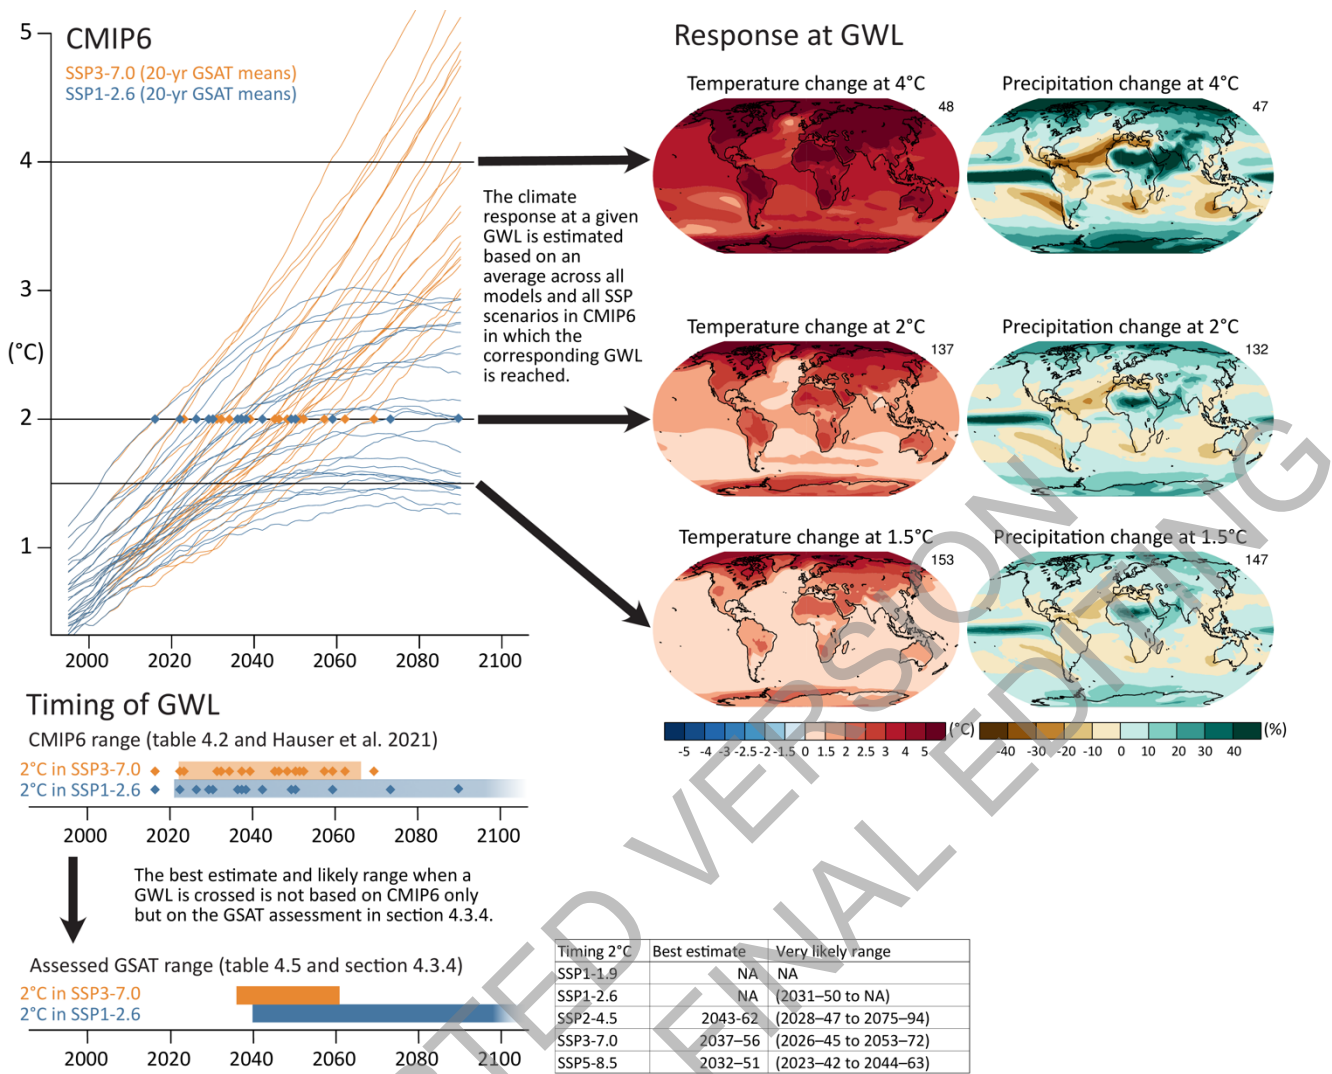 CMIP6
SSP3-7.0 (20-yr GSAT means)
SSP1-2.6 (20-yr GSAT means)
5
4
3
(°C)
2
1
2000 2020 2040 2060 2080 2100
The climate
response at a given
GWL is estimated
based on an
average across all
models and all SSP
scenarios in CMIP6
in which the
corresponding GWL
is reached.
Response at GWL
Temperature change at 4°C
48
Precipitation change at 4°C
47
Temperature change at 2°C
137
Precipitation change at 2°C
132
Temperature change at 1.5°C
153
Precipitation change at 1.5°C
147
-5 -4 -3 -2 -1.5 0 1.5 2 3 4 5 (°C)
-40 -30 -20 -10 0 10 20 30 40 (%)
Timing of GWL
CMIP6 range (table 4.2 and Hauser et al. 2021)
2°C in SSP3-7.0
2°C in SSP1-2.6
2000 2020 2040 2060 2080 2100
The best estimate and likely range when a
GWL is crossed is not based on CMIP6 only
but on the GSAT assessment in section 4.3.4.
Assessed GSAT range (table 4.5 and section 4.3.4)
2°C in SSP3-7.0
2°C in SSP1-2.6
2000 2020 2040 2060 2080 2100
Timing 2°C Best estimate Very likely range
SSP1-1.9 NA NA
SSP1-2.6 NA (2031–50 to NA)
SSP2-4.5 2043-62 (2028–47 to 2075–94)
SSP3-7.0 2037–56 (2026–45 to 2053–72)
SSP5-8.5 2032–51 (2023–42 to 2044–63)
VERSION
FINAL EDITING